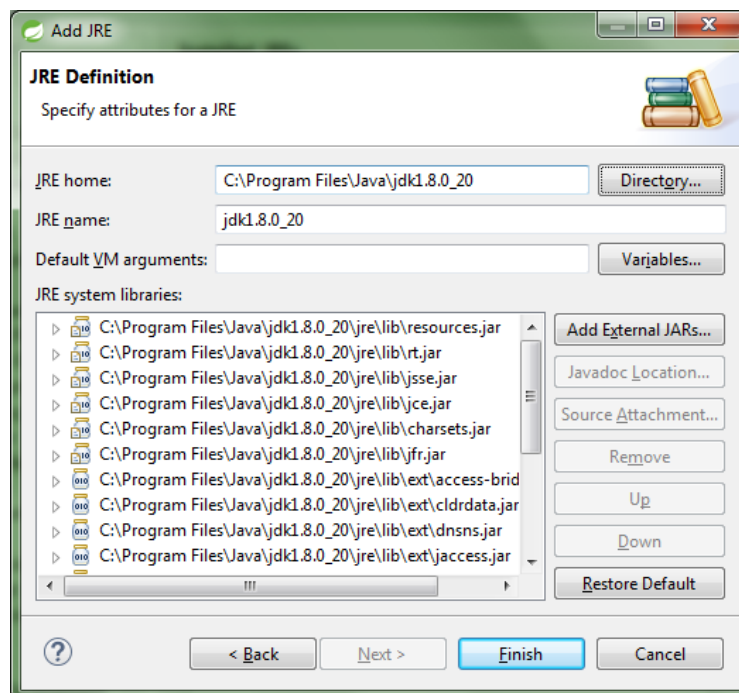 Add JRE
JRE Definition
Specify attributes for a JRE
JRE home: C:\Program Files\Java\jdk1.8.0_20 Directory...
JRE name: jdk1.8.0_20
Default VM arguments: Variables...
JRE system libraries:
C:\Program Files\Java\jdk1.8.0_20\jre\lib\resources.jar Add External JARs...
C:\Program Files\Java\jdk1.8.0_20\jre\lib\rt.jar
C:\Program Files\Java\jdk1.8.0_20\jre\lib\jsse.jar Javadoc Location...
C:\Program Files\Java\jdk1.8.0_20\jre\lib\jce.jar
C:\Program Files\Java\jdk1.8.0_20\jre\lib\charsets.jar Source Attachment...
C:\Program Files\Java\jdk1.8.0_20\jre\lib\jfr.jar Remove
C:\Program Files\Java\jdk1.8.0_20\jre\lib\ext\access-brid
C:\Program Files\Java\jdk1.8.0_20\jre\lib\ext\cldrdata.jar Up
C:\Program Files\Java\jdk1.8.0_20\jre\lib\ext\dnsns.jar Down
C:\Program Files\Java\jdk1.8.0_20\jre\lib\ext\jaccess.jar
Restore Default
? < Back Next > Finish Cancel